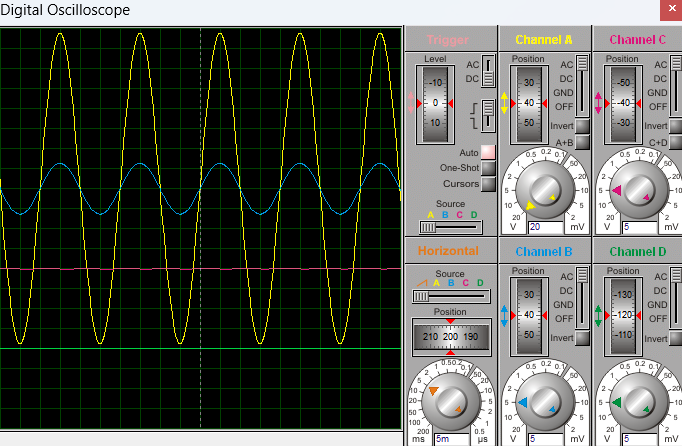 Digital Oscilloscope
Trigger
Level
-10
0
10
AC
DC
Auto
One-Shot
Cursors
Source
A B C D
Channel A
Position
30
40
50
AC
DC
GND
OFF
Invert
A+B
0.5 0.2 0.1
1
2
5
10
20
50
20
10
5
2
V
20
mV
Channel C
Position
-50
-40
-30
AC
DC
GND
OFF
Invert
C+D
0.5 0.2 0.1
1
2
5
10
20
50
20
10
5
2
V
5
mV
Horizontal
Source
A B C D
Position
210 200 190
1 0.5 0.2 0.1
2
5
10
20
50
100
200
50
20
10
5
2
1
0.5
ms
5m
µs
Channel B
Position
30
40
50
AC
DC
GND
OFF
Invert
0.5 0.2 0.1
1
2
5
10
20
50
20
10
5
2
V
5
mV
Channel D
Position
-130
-120
-110
AC
DC
GND
OFF
Invert
0.5 0.2 0.1
1
2
5
10
20
50
20
10
5
2
V
5
mV